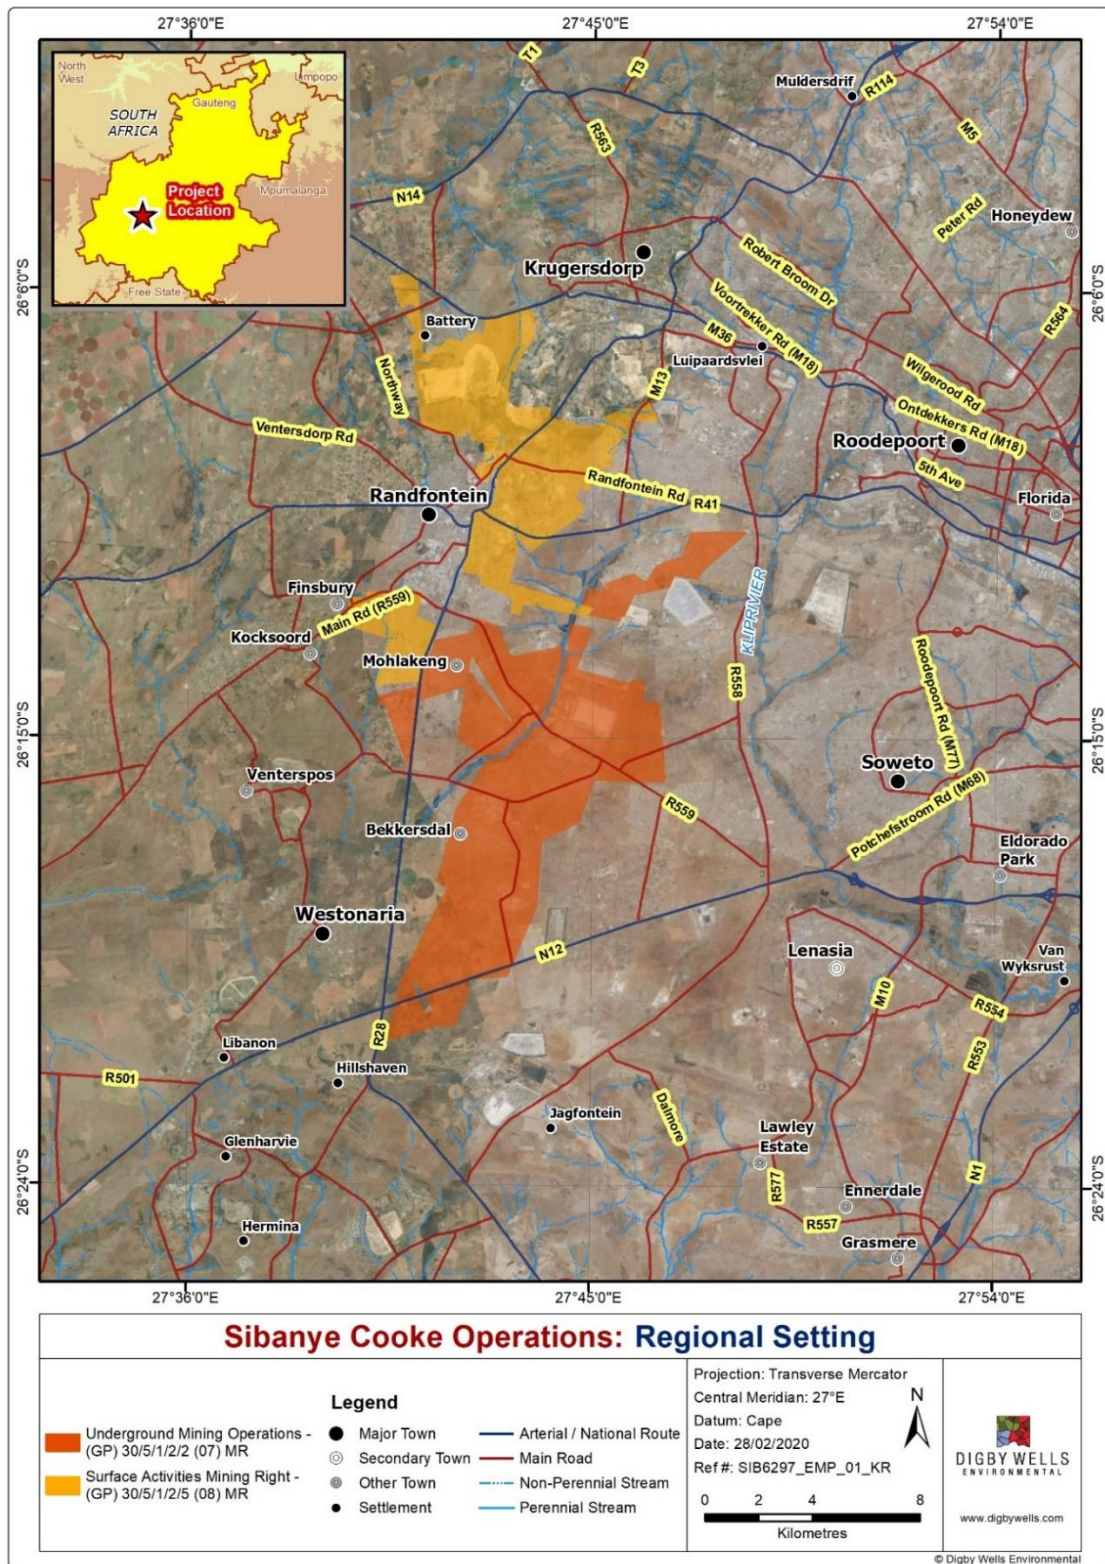 27°36'0"E
27°45'0"E
27°54'0"E
North
West
Limpopo
Gauteng
SOUTH
AFRICA
Mpumalanga
Project
Location
Free State
T1
T3
Muldersdrif
R114
M5
R563
N14
Peter Rd
Honeydew
26°6'0"S
26°6'0"S
Krugersdorp
Robert Broom Dr
Voortrekker Rd (M18)
R564
Battery
M36
Luipaardsvlei
Northway
M13
Wilgerood Rd
Ventersdorp Rd
Ontdekkers Rd (M18)
Roodepoort
5th Ave
Randfontein
Randfontein Rd
R41
Florida
Finsbury
Main Rd (R559)
KLIPRIVIER
Kocksoord
Mohlakeng
R558
Roodepoort Rd (M77)
26°15'0"S
26°15'0"S
Soweto
Venterspos
R559
Potchefstroom Rd (M68)
Bekkersdal
Eldorado
Park
Westonaria
N12
Lenasia
Van
Wyksrust
M10
R554
R28
R553
Libanon
R501
Hillshaven
Jagfontein
Dalmore
Lawley
Estate
Glenharvie
R577
N1
26°24'0"S
26°24'0"S
Ennerdale
R557
Hermina
Grasmere
27°36'0"E
27°45'0"E
27°54'0"E
Sibanye Cooke Operations: Regional Setting
Legend
Underground Mining Operations -
(GP) 30/5/1/2/2 (07) MR
Surface Activities Mining Right -
(GP) 30/5/1/2/5 (08) MR
Major Town
Secondary Town
Other Town
Settlement
Arterial / National Route
Main Road
Non-Perennial Stream
Perennial Stream
Projection: Transverse Mercator
Central Meridian: 27°E
Datum: Cape
Date: 28/02/2020
Ref #: SIB6297_EMP_01_KR
N
0 2 4 8
Kilometres
DIGBY WELLS
ENVIRONMENTAL
www.digbywells.com
© Digby Wells Environmental